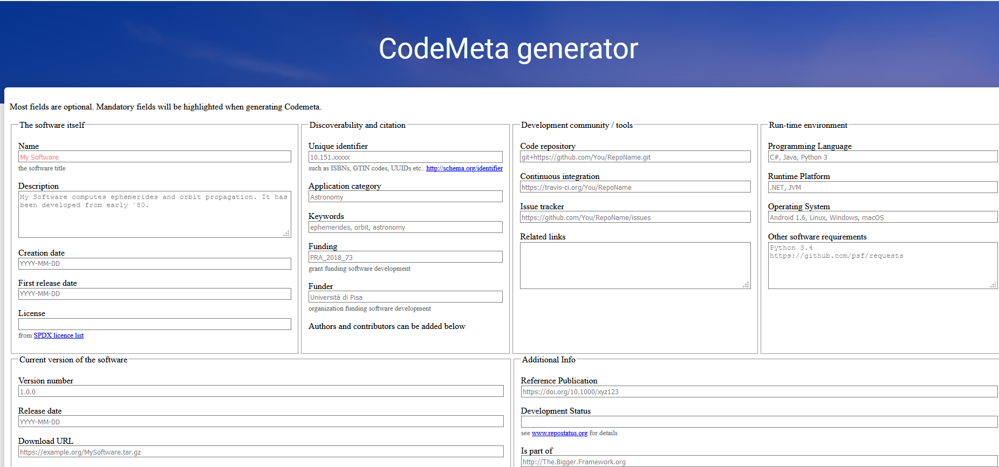 CodeMeta generator
Most fields are optional. Mandatory fields will be highlighted when generating Codemeta.
The software itself
Name
My Software
the software title
Description
My Software computes ephemerides and orbit propagation. It has
been developed from early ´80.
Creation date
YYYY-MM-DD
First release date
YYYY-MM-DD
License
from SPDX licence list
Discoverability and citation
Unique identifier
10.151.xxxxx
such as ISBNs, GTIN codes, UUIDs etc.. http://schema.org/identifier
Application category
Astronomy
Keywords
ephemerides, orbit, astronomy
Funding
PRA_2018_73
grant funding software development
Funder
Università di Pisa
organization funding software development
Authors and contributors can be added below
Development community / tools
Code repository
git+https://github.com/You/RepoName.git
Continuous integration
https://travis-ci.org/You/RepoName
Issue tracker
https://github.com/You/RepoName/issues
Related links
Run-time environment
Programming Language
C#, Java, Python 3
Runtime Platform
.NET, JVM
Operating System
Android 1.6, Linux, Windows, macOS
Other software requirements
Python 3.4
https://github.com/psf/requests
Current version of the software
Version number
1.0.0
Release date
YYYY-MM-DD
Download URL
https://example.org/MySoftware.tar.gz
Additional Info
Reference Publication
https://doi.org/10.1000/xyz123
Development Status
see www.repostatus.org for details
Is part of
http://The.Bigger.Framework.org